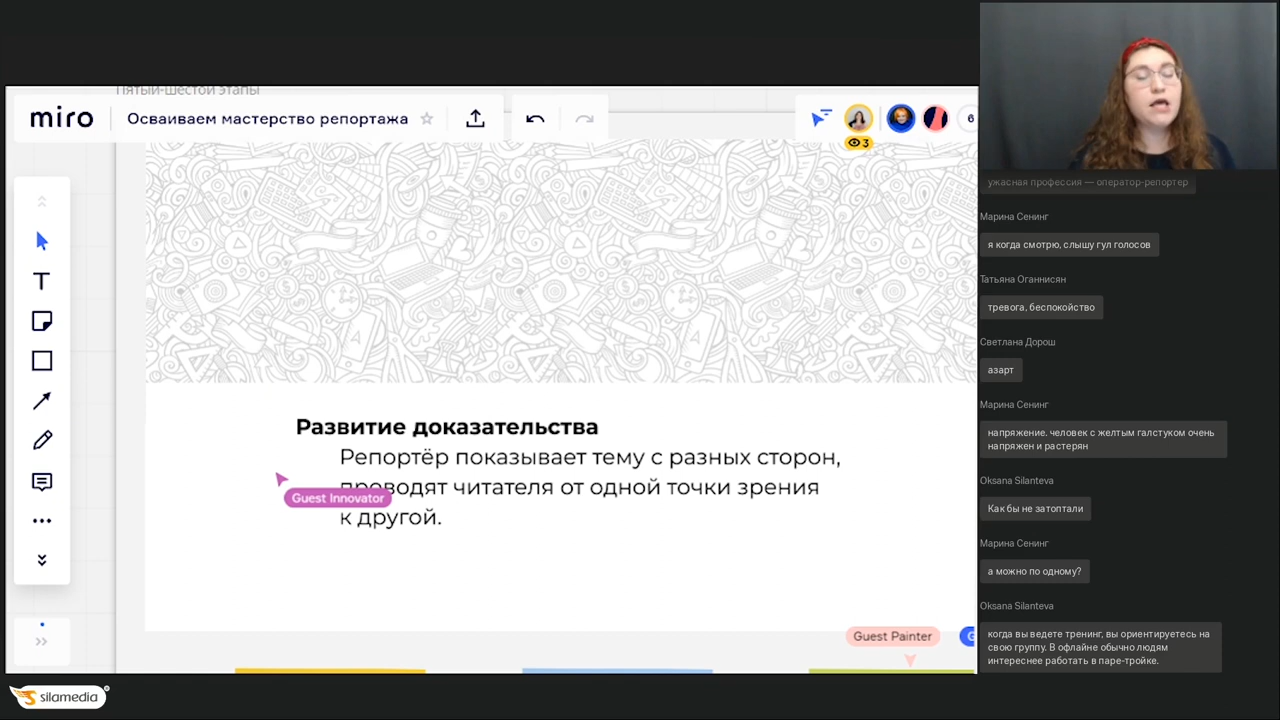 Пятый-шестой этапы
miro
Осваиваем мастерство репортажа
6
3
Развитие доказательства
Репортёр показывает тему с разных сторон,
проводят читателя от одной точки зрения
Guest Innovator
к другой.
Guest Painter
G
silamedia
ужасная профессия — оператор-репортер
Марина Сенинг
я когда смотрю, слышу гул голосов
Татьяна Оганнисян
тревога, беспокойство
Светлана Дорош
азарт
Марина Сенинг
напряжение. человек с желтым галстуком очень
напряжен и растерян
Oksana Silanteva
Как бы не затоптали
Марина Сенинг
а можно по одному?
Oksana Silanteva
когда вы ведете тренинг, вы ориентируетесь на
свою группу. В офлайне обычно людям
интереснее работать в паре-тройке.